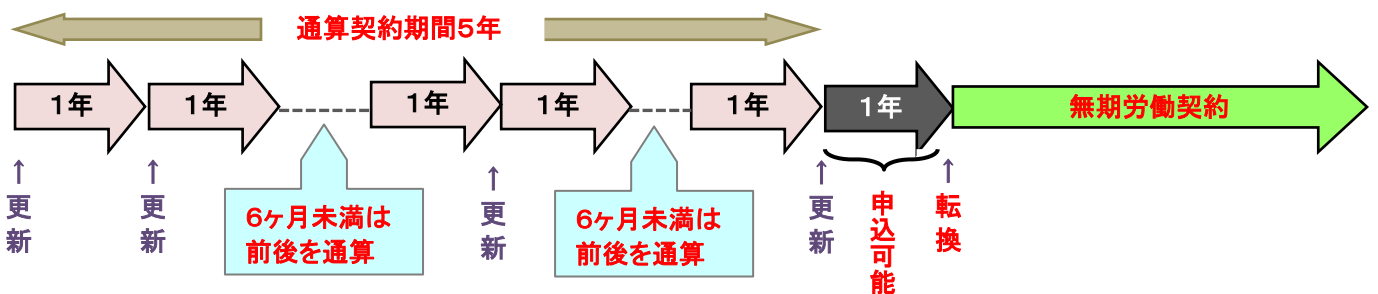 通算契約期間5年
1年
1年
1年
1年
1年
1年
無期労働契約
↑更新
↑更新
6ヶ月未満は
前後を通算
↑更新
6ヶ月未満は
前後を通算
↑更新
申込可能
↑転換